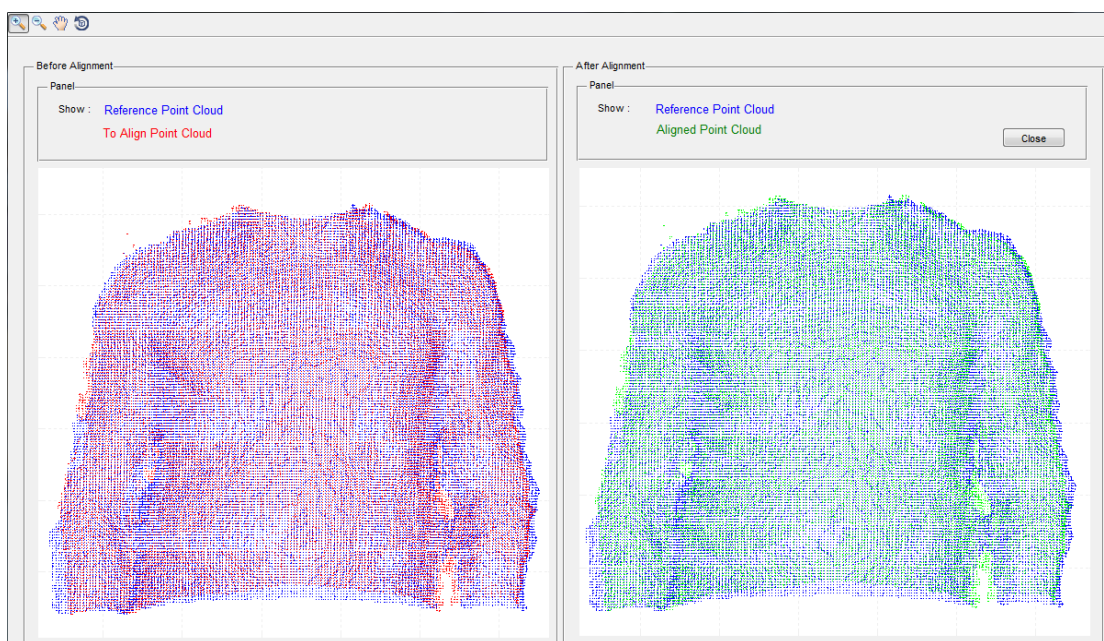 Before Alignment
Panel
Show :
Reference Point Cloud
To Align Point Cloud
After Alignment
Panel
Show :
Reference Point Cloud
Aligned Point Cloud
Close